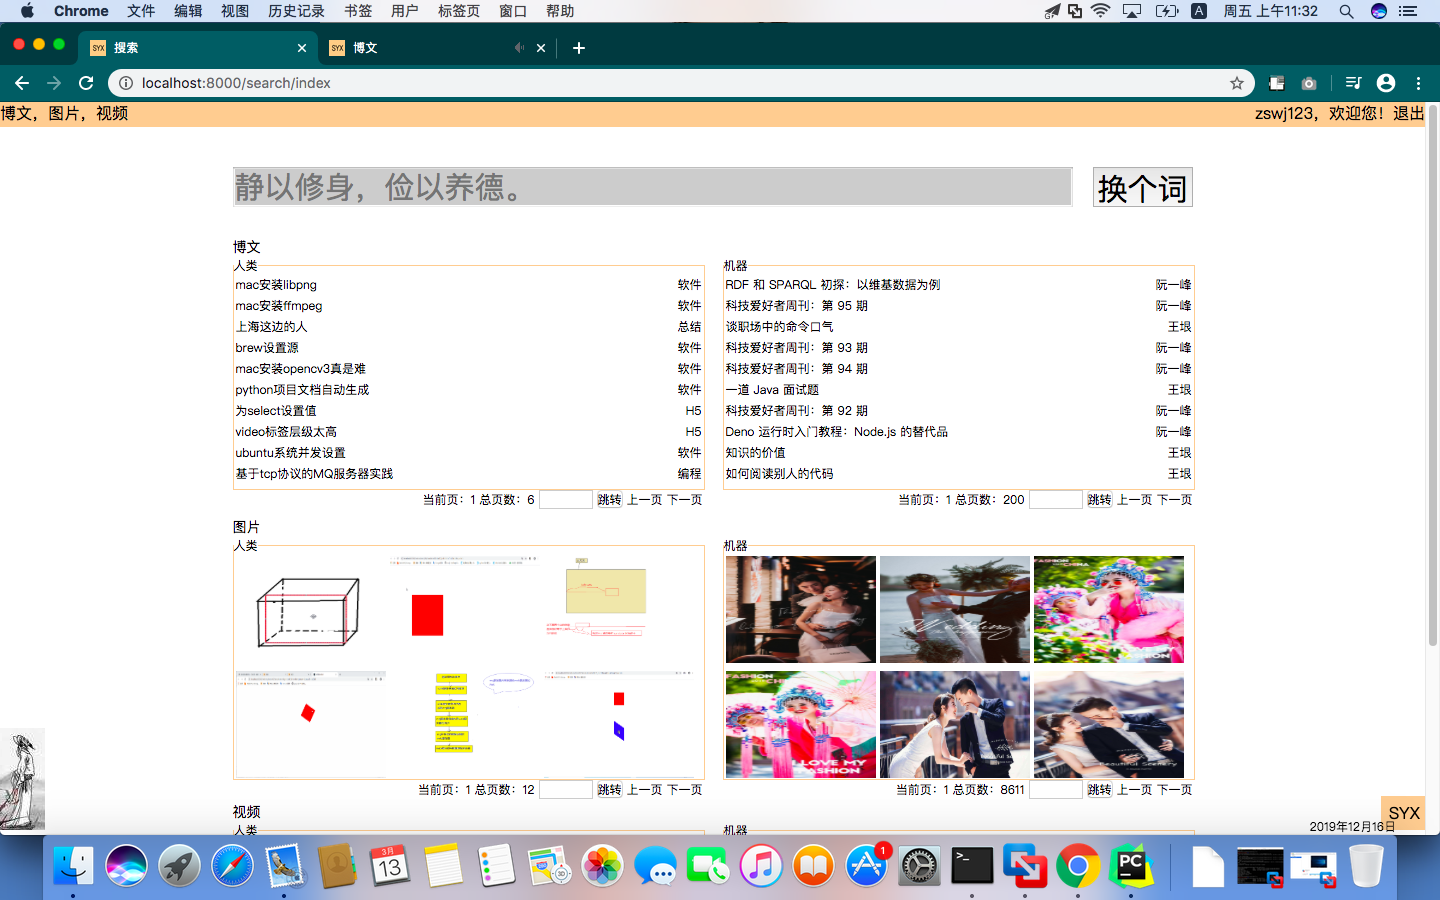 Chrome 文件 编辑 视图 历史记录 书签 用户 标签页 窗口 帮助 A 周五 上午11:32
SYX 搜索 SYX 博文
localhost:8000/search/index
博文，图片，视频 zswj123，欢迎您！退出
静以修身，俭以养德。 换个词
博文
人类
mac安装libpng 软件
mac安装ffmpeg 软件
上海这边的人 总结
brew设置源 软件
mac安装opencv3真是难 软件
python项目文档自动生成 软件
为select设置值 H5
video标签层级太高 H5
ubuntu系统并发设置 软件
基于tcp协议的MQ服务器实践 编程
当前页：1 总页数：6 跳转 上一页 下一页
机器
RDF 和 SPARQL 初探：以维基数据为例 阮一峰
科技爱好者周刊：第 95 期 阮一峰
谈职场中的命令口气 王垠
科技爱好者周刊：第 93 期 阮一峰
科技爱好者周刊：第 94 期 阮一峰
一道 Java 面试题 王垠
科技爱好者周刊：第 92 期 阮一峰
Deno 运行时入门教程：Node.js 的替代品 阮一峰
知识的价值 王垠
如何阅读别人的代码 王垠
当前页：1 总页数：200 跳转 上一页 下一页
图片
人类
当前页：1 总页数：12 跳转 上一页 下一页
机器
Wedding
FASHION
FASHION
I LOVE MY
FASHION
Beautiful Scenery
当前页：1 总页数：8611 跳转 上一页 下一页
视频
人类
机器
SYX
2019年12月16日
3月
13
3D
1
>_
PC